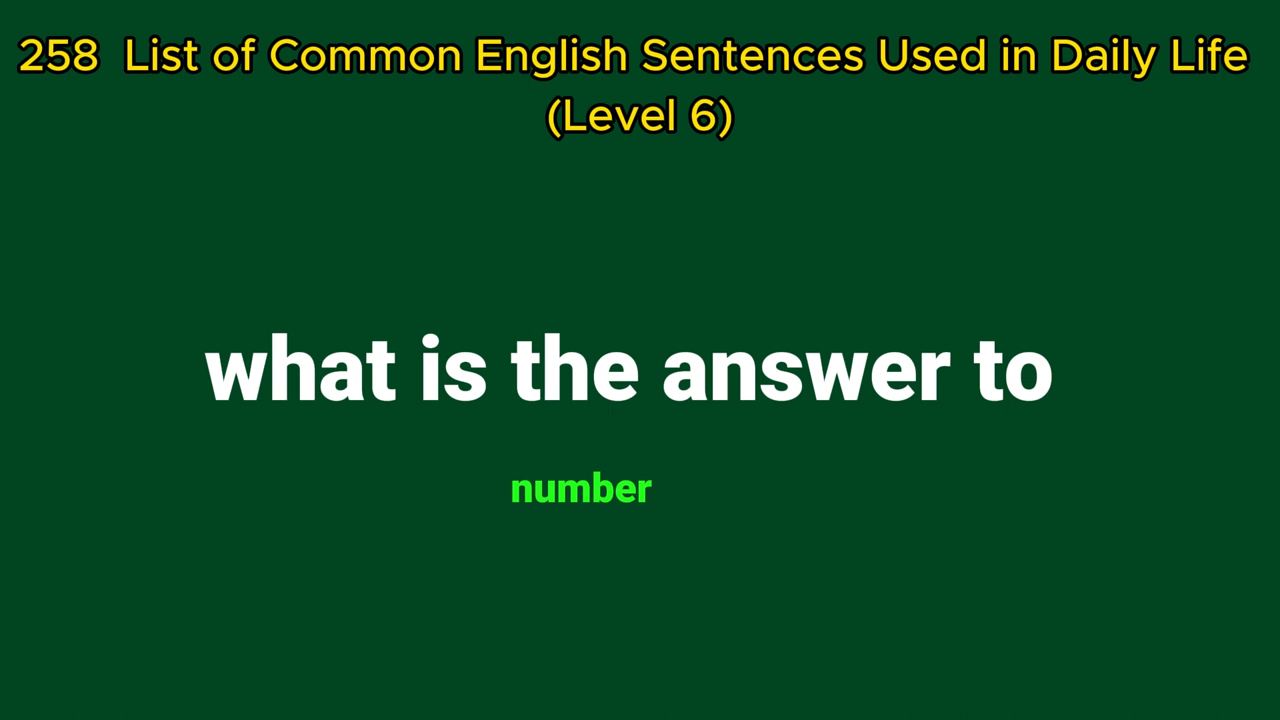 258 List of Common English Sentences Used in Daily Life
(Level 6)
what is the answer to
number